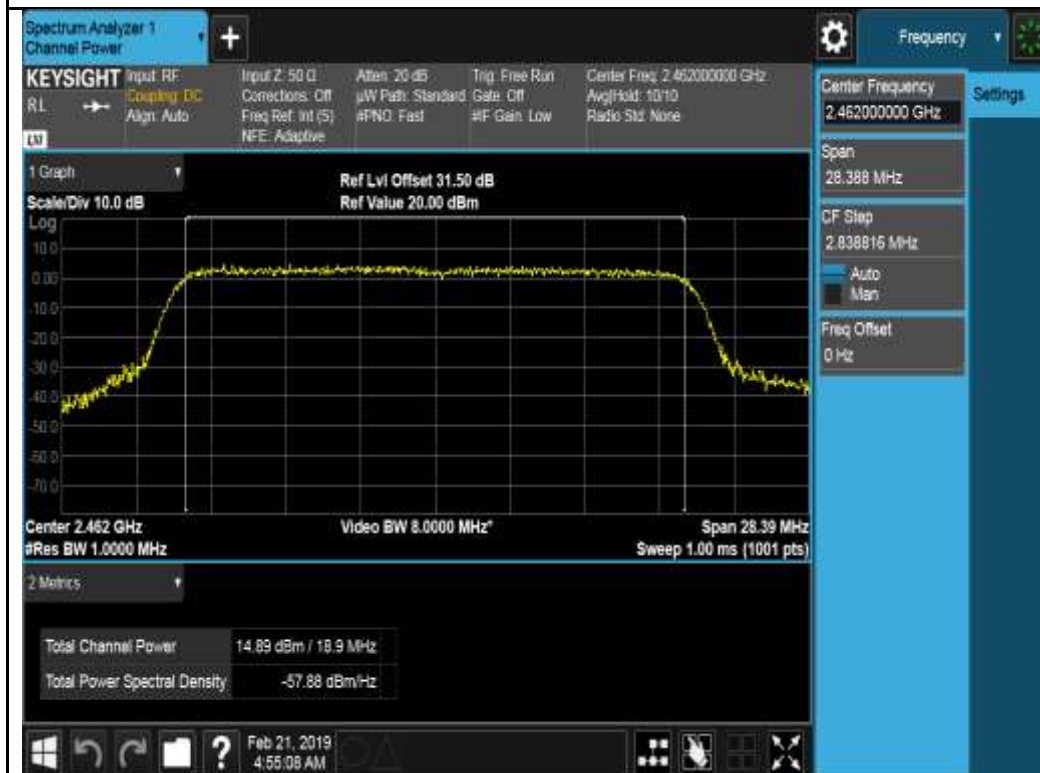 Spectrum Analyzer 1
Channel Power
+
Frequency
KEYSIGHT
R L
Input: RF
Coupling: DC
Align: Auto
Input Z: 50 Ω
Corrections: Off
Freq Ref: Int (S)
NFE: Adaptive
Atten: 20 dB
µW Path: Standard
#PNO: Fast
Trig: Free Run
Gate: Off
#IF Gain: Low
Center Freq: 2.462000000 GHz
Avg|Hold: 10/10
Radio Std: None
Center Frequency
2.462000000 GHz
Settings
Span
28.388 MHz
CF Step
2.838816 MHz
Auto
Man
Freq Offset
0 Hz
1 Graph
Scale/Div 10.0 dB
Ref Lvl Offset 31.50 dB
Ref Value 20.00 dBm
Log
10.0
0.00
-10.0
-20.0
-30.0
-40.0
-50.0
-60.0
-70.0
Center 2.462 GHz
Video BW 8.0000 MHz*
Span 28.39 MHz
#Res BW 1.0000 MHz
Sweep 1.00 ms (1001 pts)
2 Metrics
Total Channel Power 14.89 dBm / 18.9 MHz
Total Power Spectral Density -57.88 dBm/Hz
?
Feb 21, 2019
4:55:08 AM